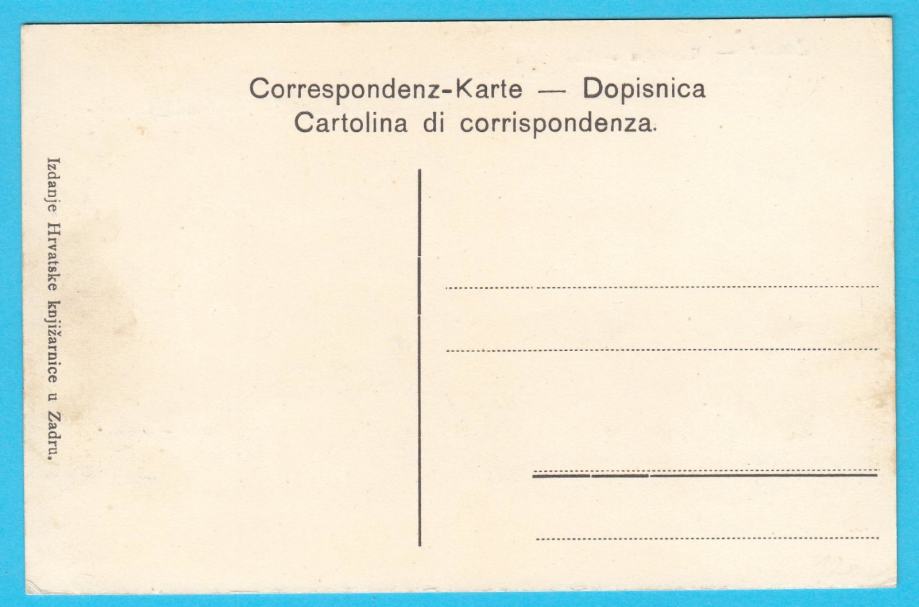 Correspondenz-Karte — Dopisnica
Cartolina di corrispondenza.
Izdanje Hrvatske knjižarnice u Zadru.